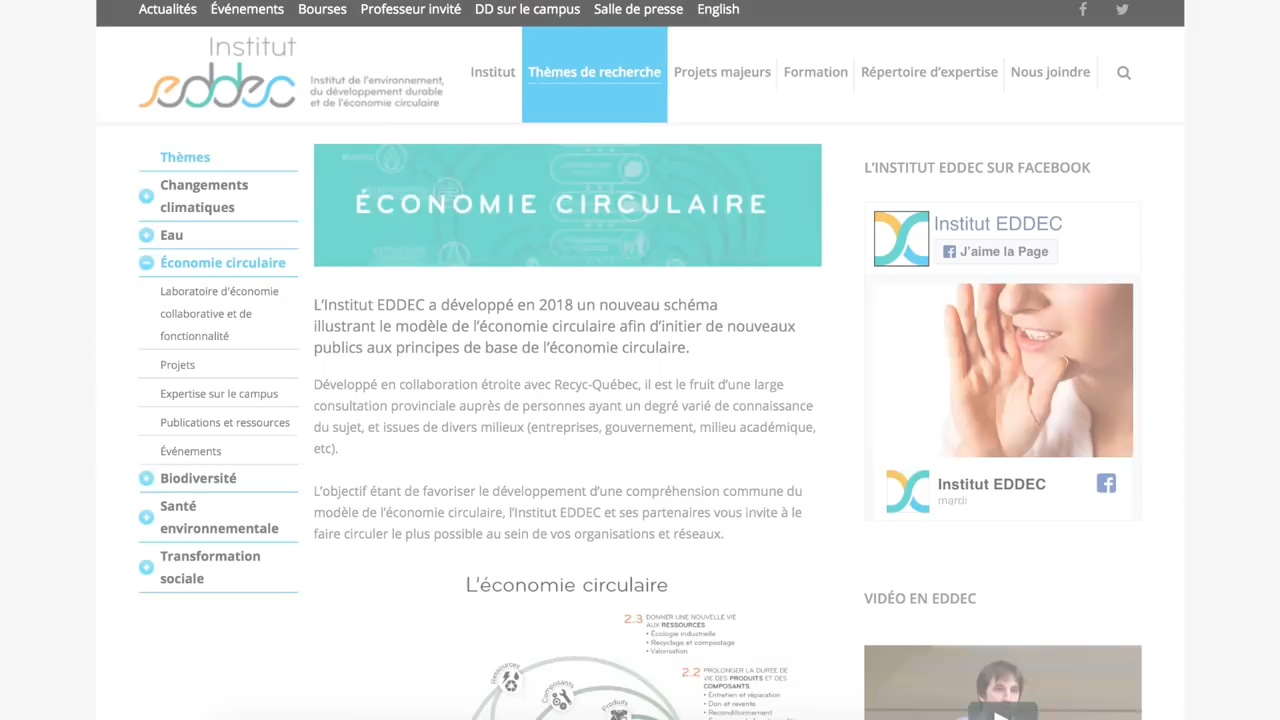 Actualités Événements Bourses Professeur invité DD sur le campus Salle de presse English
Institut
eddec
Institut de l'environnement,
du développement durable
et de l'économie circulaire
Institut Thèmes de recherche Projets majeurs Formation Répertoire d'expertise Nous joindre
Thèmes
Changements
climatiques
Eau
Économie circulaire
Laboratoire d'économie
collaborative et de
fonctionnalité
Projets
Expertise sur le campus
Publications et ressources
Événements
Biodiversité
Santé
environnementale
Transformation
sociale
ÉCONOMIE CIRCULAIRE
L'Institut EDDEC a développé en 2018 un nouveau schéma
illustrant le modèle de l'économie circulaire afin d'initier de nouveaux
publics aux principes de base de l'économie circulaire.
Développé en collaboration étroite avec Recyc-Québec, il est le fruit d'une large
consultation provinciale auprès de personnes ayant un degré varié de connaissance
du sujet, et issues de divers milieux (entreprises, gouvernement, milieu académique,
etc).
L'objectif étant de favoriser le développement d'une compréhension commune du
modèle de l'économie circulaire, l'Institut EDDEC et ses partenaires vous invite à le
faire circuler le plus possible au sein de vos organisations et réseaux.
L'économie circulaire
2.3 DONNER UNE NOUVELLE VIE
AUX RESSOURCES
• Écologie industrielle
• Recyclage et compostage
• Valorisation
2.2 PROLONGER LA DURÉE DE
VIE DES PRODUITS ET DES
COMPOSANTS
• Entretien et réparation
• Don et revente
• Reconditionnement
Ressources
Composants
Produits
L'INSTITUT EDDEC SUR FACEBOOK
Institut EDDEC
J'aime la Page
Institut EDDEC
mardi
VIDÉO EN EDDEC